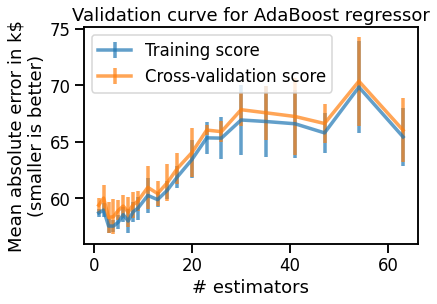 Validation curve for AdaBoost regressor
Mean absolute error in k$
(smaller is better)
75
70
65
60
Training score
Cross-validation score
0
20
40
60
# estimators